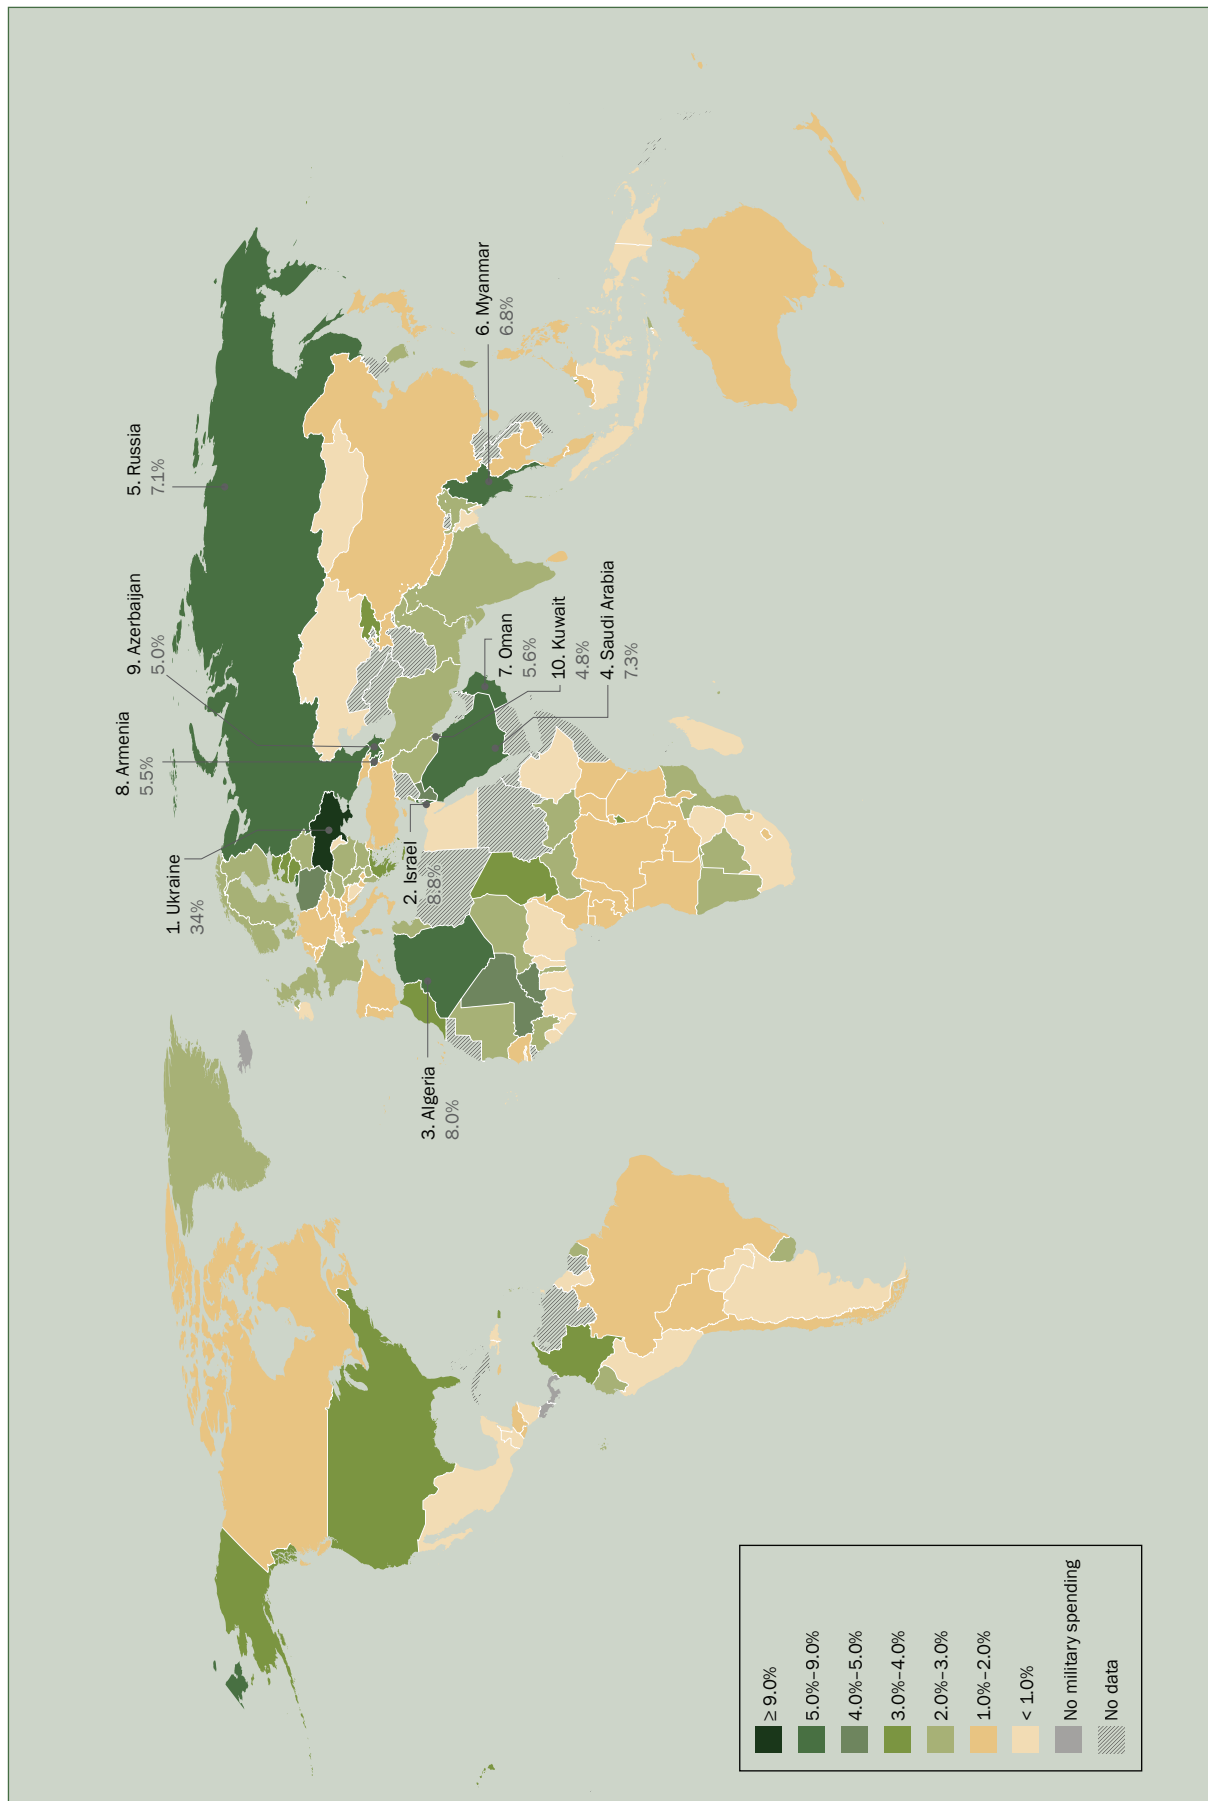 1. Ukraine
34%
8. Armenia
5.5%
9. Azerbaijan
5.0%
5. Russia
7.1%
2. Israel
8.8%
3. Algeria
8.0%
7. Oman
5.6%
10. Kuwait
4.8%
4. Saudi Arabia
7.3%
6. Myanmar
6.8%
≥ 9.0%
5.0%–9.0%
4.0%–5.0%
3.0%–4.0%
2.0%–3.0%
1.0%–2.0%
< 1.0%
No military spending
No data